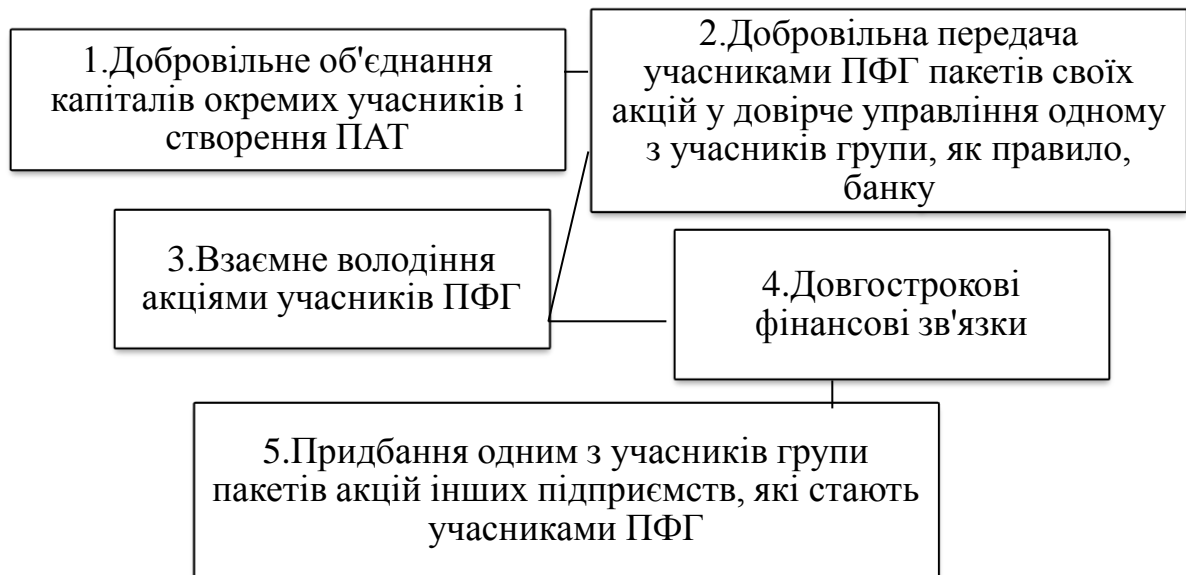 1.Добровільне об'єднання
капіталів окремих учасників і
створення ПАТ
2.Добровільна передача
учасниками ПФГ пакетів своїх
акцій у довірче управління одному
з учасників групи, як правило,
банку
3.Взаємне володіння
акціями учасників ПФГ
4.Довгострокові
фінансові зв'язки
5.Придбання одним з учасників групи
пакетів акцій інших підприємств, які стають
учасниками ПФГ